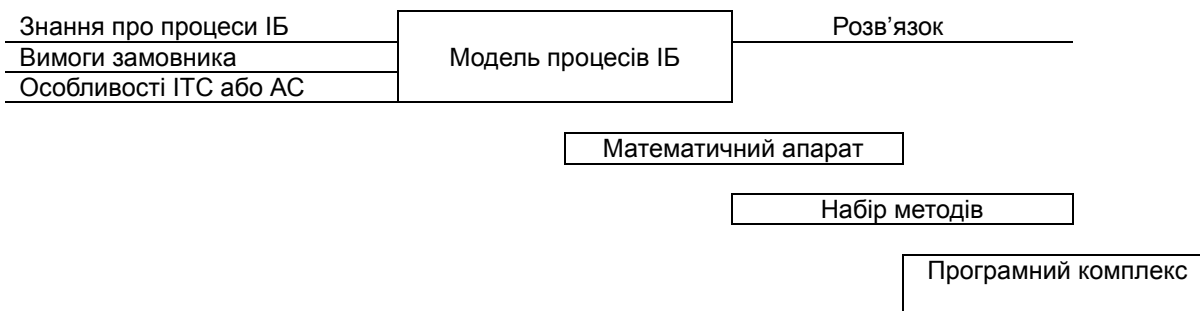 Знання про процеси ІБ
Вимоги замовника
Особливості ІТС або АС
Модель процесів ІБ
Розв’язок
Математичний апарат
Набір методів
Програмний комплекс